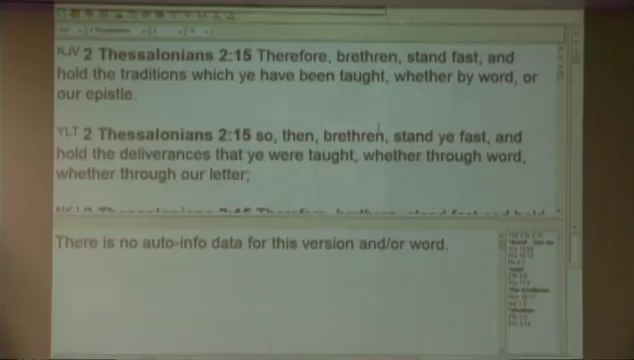 KJV 2 Thessalonians 2:15 Therefore, brethren, stand fast, and
hold the traditions which ye have been taught, whether by word, or
our epistle.
YLT 2 Thessalonians 2:15 so, then, brethren, stand ye fast, and
hold the deliverances that ye were taught, whether through word,
whether through our letter;
There is no auto-info data for this version and/or word.